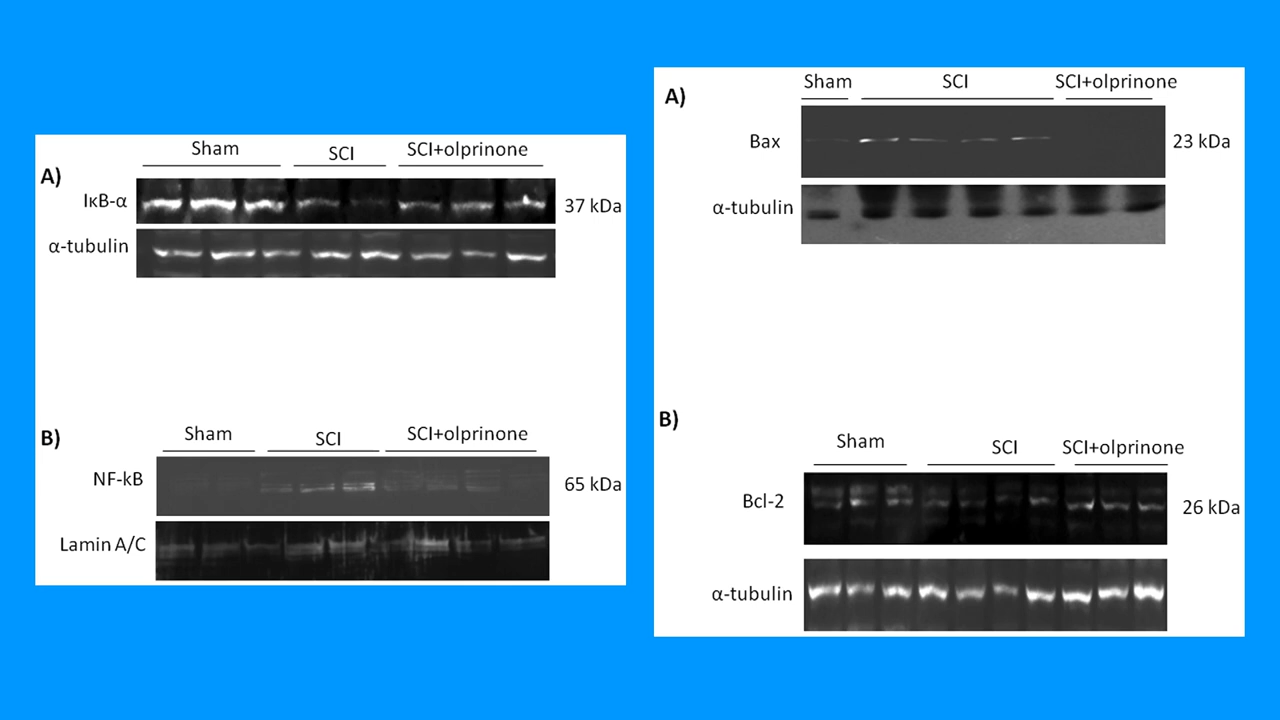 A)
Sham SCI SCI+olprinone
IκB-α 37 kDa
α-tubulin
B)
Sham SCI SCI+olprinone
NF-kB 65 kDa
Lamin A/C
A)
Sham SCI SCI+olprinone
Bax 23 kDa
α-tubulin
B)
Sham SCI SCI+olprinone
Bcl-2 26 kDa
α-tubulin